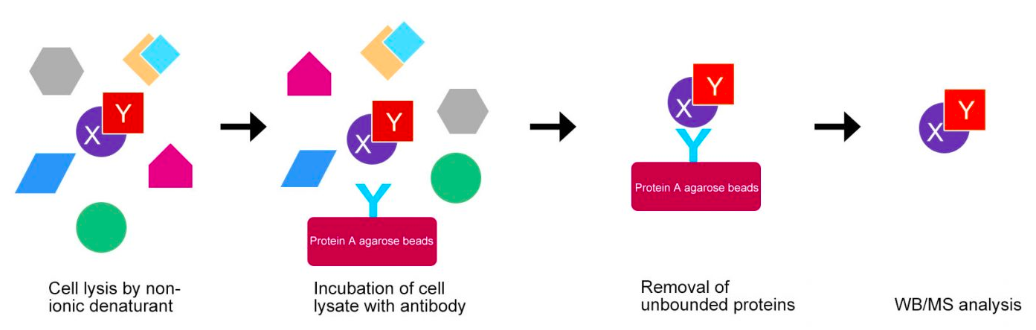 Y
X
Y
X
Protein A agarose beads
Y
X
Protein A agarose beads
Y
X
Cell lysis by non-
ionic denaturant
Incubation of cell
lysate with antibody
Removal of
unbounded proteins
WB/MS analysis